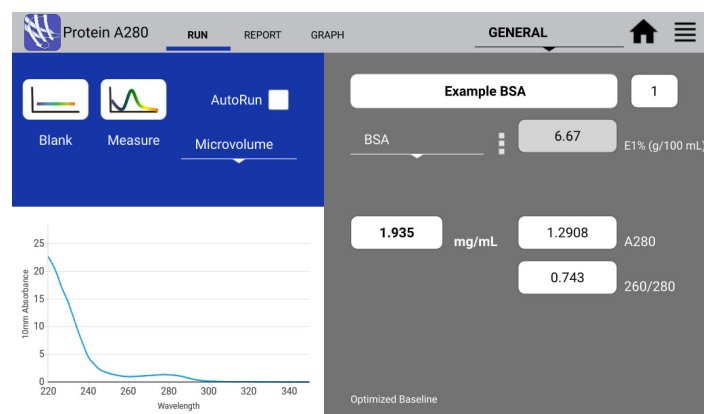 Protein A280 RUN REPORT GRAPH GENERAL
AutoRun
Blank Measure Microvolume
Example BSA 1
BSA 6.67 E1% (g/100 mL)
1.935 mg/mL 1.2908 A280
0.743 260/280
Optimized Baseline
10mm Absorbance
25
20
15
10
5
0
220 240 260 280 300 320 340
Wavelength